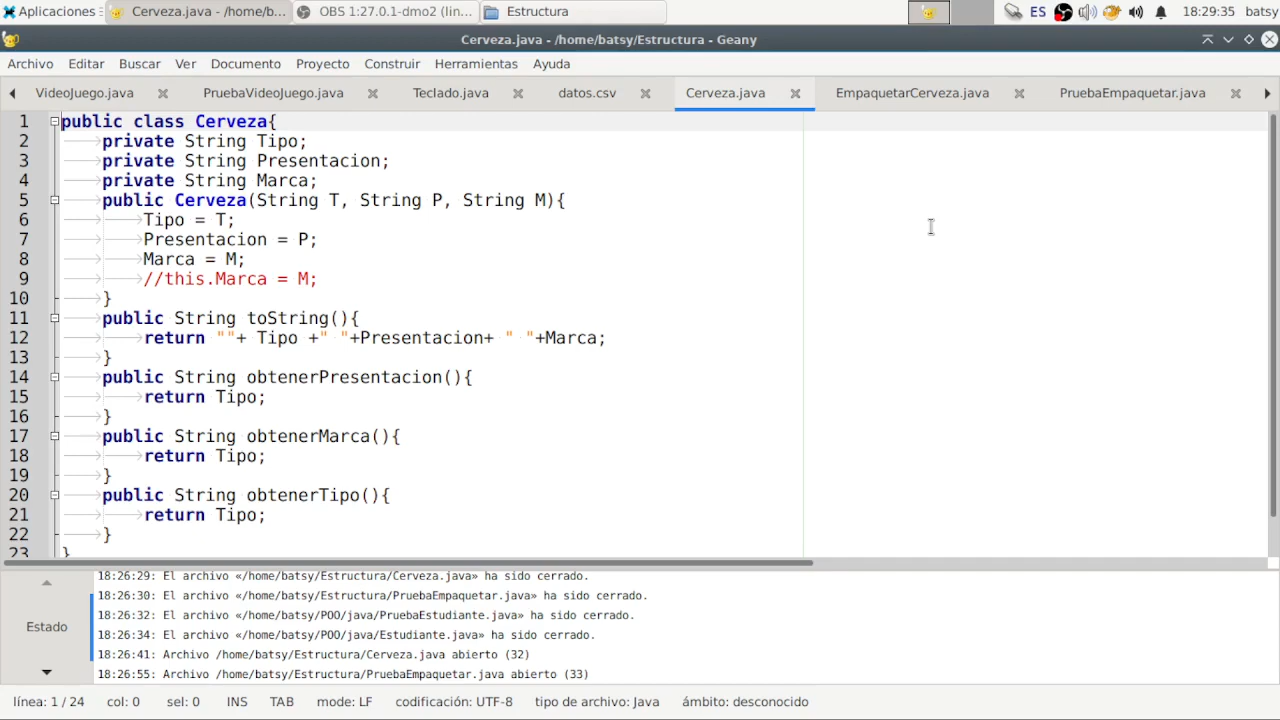 Aplicaciones
Cerveza.java - /home/b...
OBS 1:27.0.1-dmo2 (lin...
Estructura
ES
18:29:35
batsy
Cerveza.java - /home/batsy/Estructura - Geany
Archivo Editar Buscar Ver Documento Proyecto Construir Herramientas Ayuda
VideoJuego.java PruebaVideoJuego.java Teclado.java datos.csv Cerveza.java EmpaquetarCerveza.java PruebaEmpaquetar.java
1 public class Cerveza{
2 private String Tipo;
3 private String Presentacion;
4 private String Marca;
5 public Cerveza(String T, String P, String M){
6 Tipo = T;
7 Presentacion = P;
8 Marca = M;
9 //this.Marca = M;
10 }
11 public String toString(){
12 return ""+ Tipo +" "+Presentacion+ " "+Marca;
13 }
14 public String obtenerPresentacion(){
15 return Tipo;
16 }
17 public String obtenerMarca(){
18 return Tipo;
19 }
20 public String obtenerTipo(){
21 return Tipo;
22 }
23 }
Estado
18:26:29: El archivo «/home/batsy/Estructura/Cerveza.java» ha sido cerrado.
18:26:30: El archivo «/home/batsy/Estructura/PruebaEmpaquetar.java» ha sido cerrado.
18:26:32: El archivo «/home/batsy/POO/java/PruebaEstudiante.java» ha sido cerrado.
18:26:34: El archivo «/home/batsy/POO/java/Estudiante.java» ha sido cerrado.
18:26:41: Archivo /home/batsy/Estructura/Cerveza.java abierto (32)
18:26:55: Archivo /home/batsy/Estructura/PruebaEmpaquetar.java abierto (33)
línea: 1 / 24 col: 0 sel: 0 INS TAB mode: LF codificación: UTF-8 tipo de archivo: Java ámbito: desconocido